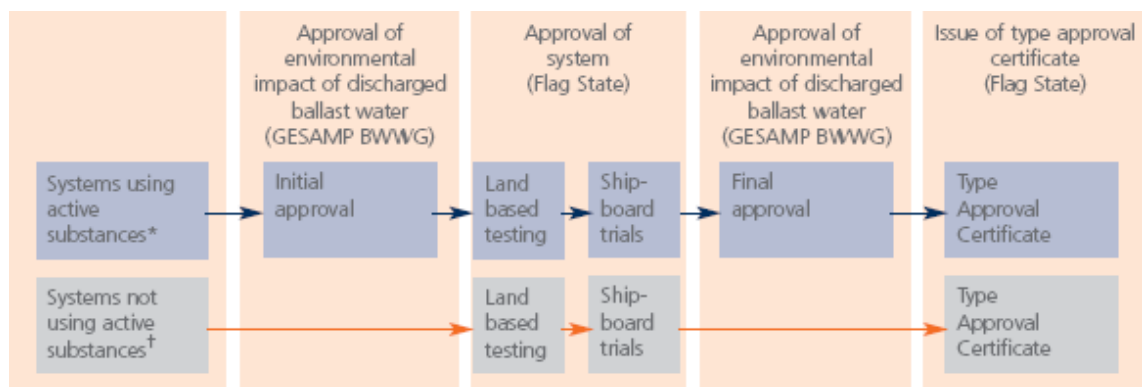 Approval of
environmental
impact of discharged
ballast water
(GESAMP BWWG)
Approval of
system
(Flag State)
Approval of
environmental
impact of discharged
ballast water
(GESAMP BWWG)
Issue of type approval
certificate
(Flag State)
Systems using
active
substances*
Initial
approval
Land
based
testing
Ship-
board
trials
Final
approval
Type
Approval
Certificate
Systems not
using active
substances†
Land
based
testing
Ship-
board
trials
Type
Approval
Certificate